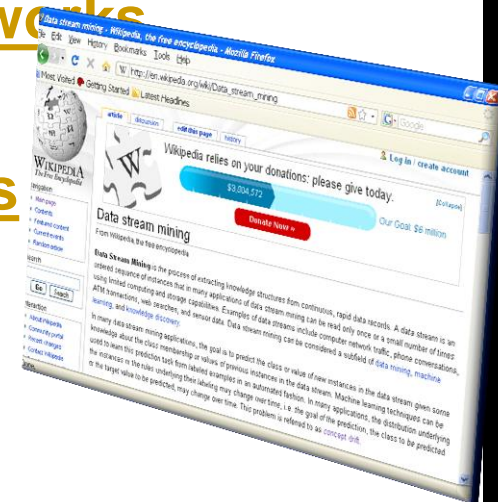 works
s
Data stream mining - Wikipedia, the free encyclopedia - Mozilla Firefox
File Edit View History Bookmarks Tools Help
http://en.wikipedia.org/wiki/Data_stream_mining
Google
Most Visited Getting Started Latest Headlines
Log in / create account
article discussion edit this page history
Wikipedia relies on your donations: please give today.
[Collapse]
$3,004,572
Our Goal: $6 million
Donate Now »
WIKIPEDIA
The Free Encyclopedia
navigation
Main page
Contents
Featured content
Current events
Random article
search
Go Search
interaction
About Wikipedia
Community portal
Recent changes
Contact Wikipedia
Data stream mining
From Wikipedia, the free encyclopedia
Data Stream Mining is the process of extracting knowledge structures from continuous, rapid data records. A data stream is an
ordered sequence of instances that in many applications of data stream mining can be read only once or a small number of times
using limited computing and storage capabilities. Examples of data streams include computer network traffic, phone conversations,
ATM transactions, web searches, and sensor data. Data stream mining can be considered a subfield of data mining, machine
learning, and knowledge discovery.
In many data stream mining applications, the goal is to predict the class or value of new instances in the data stream given some
knowledge about the class membership or values of previous instances in the data stream. Machine learning techniques can be
used to learn this prediction task from labeled examples in an automated fashion. In many applications, the distribution underlying
the instances or the rules underlying their labeling may change over time, i.e. the goal of the prediction, the class to be predicted
or the target value to be predicted, may change over time. This problem is referred to as concept drift.